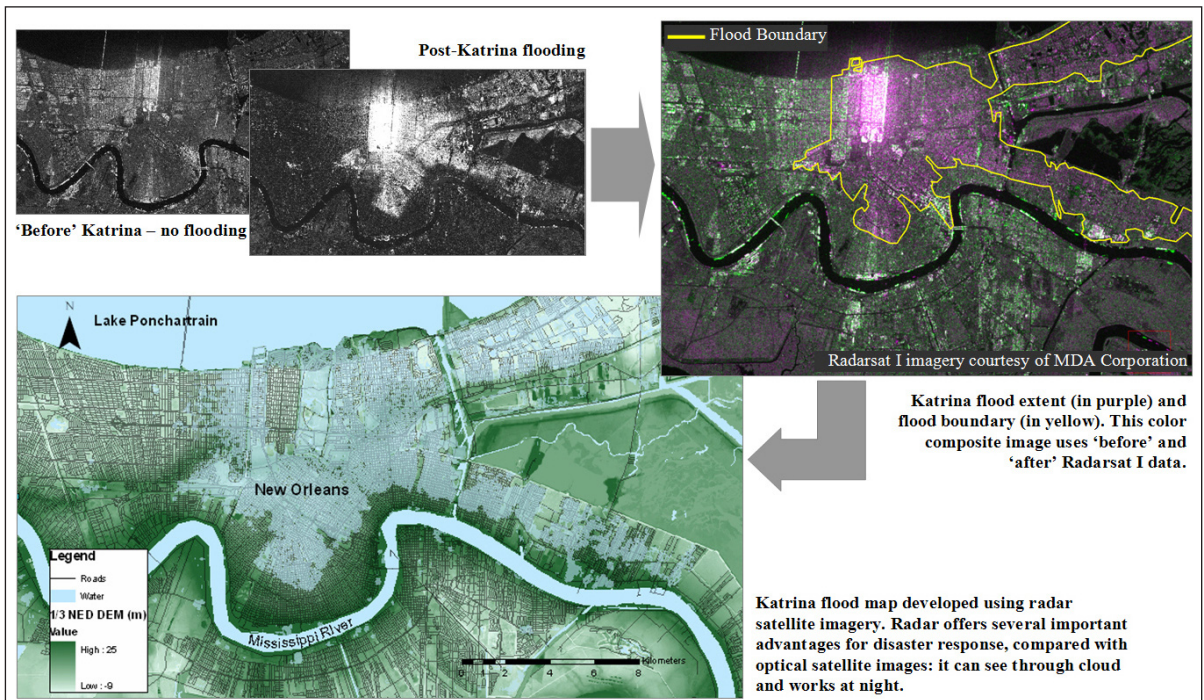 Post-Katrina flooding
'Before' Katrina – no flooding
Flood Boundary
Radarsat I imagery courtesy of MDA Corporation
Katrina flood extent (in purple) and
flood boundary (in yellow). This color
composite image uses 'before' and
'after' Radarsat I data.
N
Lake Ponchartrain
New Orleans
Mississippi River
Legend
Roads
Water
1/3 NED DEM (m)
Value
High : 25
Low : -9
Kilometers
0 1 2 4 6 8
Katrina flood map developed using radar
satellite imagery. Radar offers several important
advantages for disaster response, compared with
optical satellite images: it can see through cloud
and works at night.